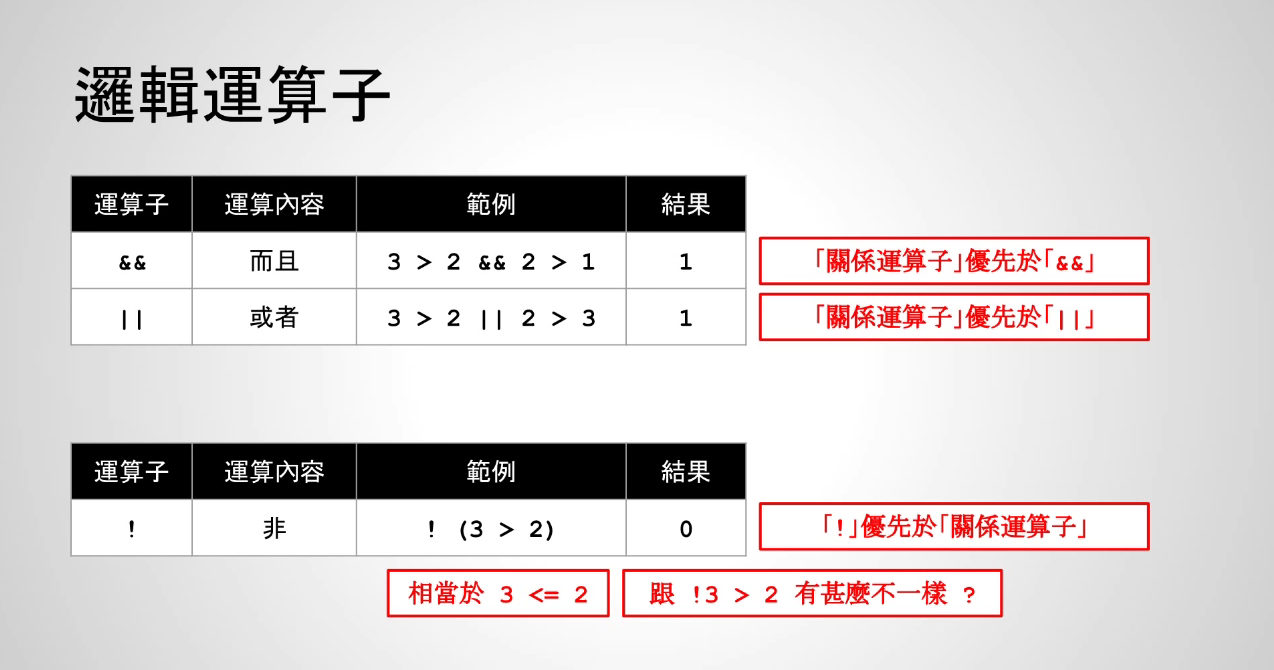 邏輯運算子
運算子 運算內容 範例 結果
&& 而且 3 > 2 && 2 > 1 1 「關係運算子」優先於「&&」
|| 或者 3 > 2 || 2 > 3 1 「關係運算子」優先於「||」
運算子 運算內容 範例 結果
! 非 ! (3 > 2) 0 「!」優先於「關係運算子」
相當於 3 <= 2 跟 !3 > 2 有甚麼不一樣 ?